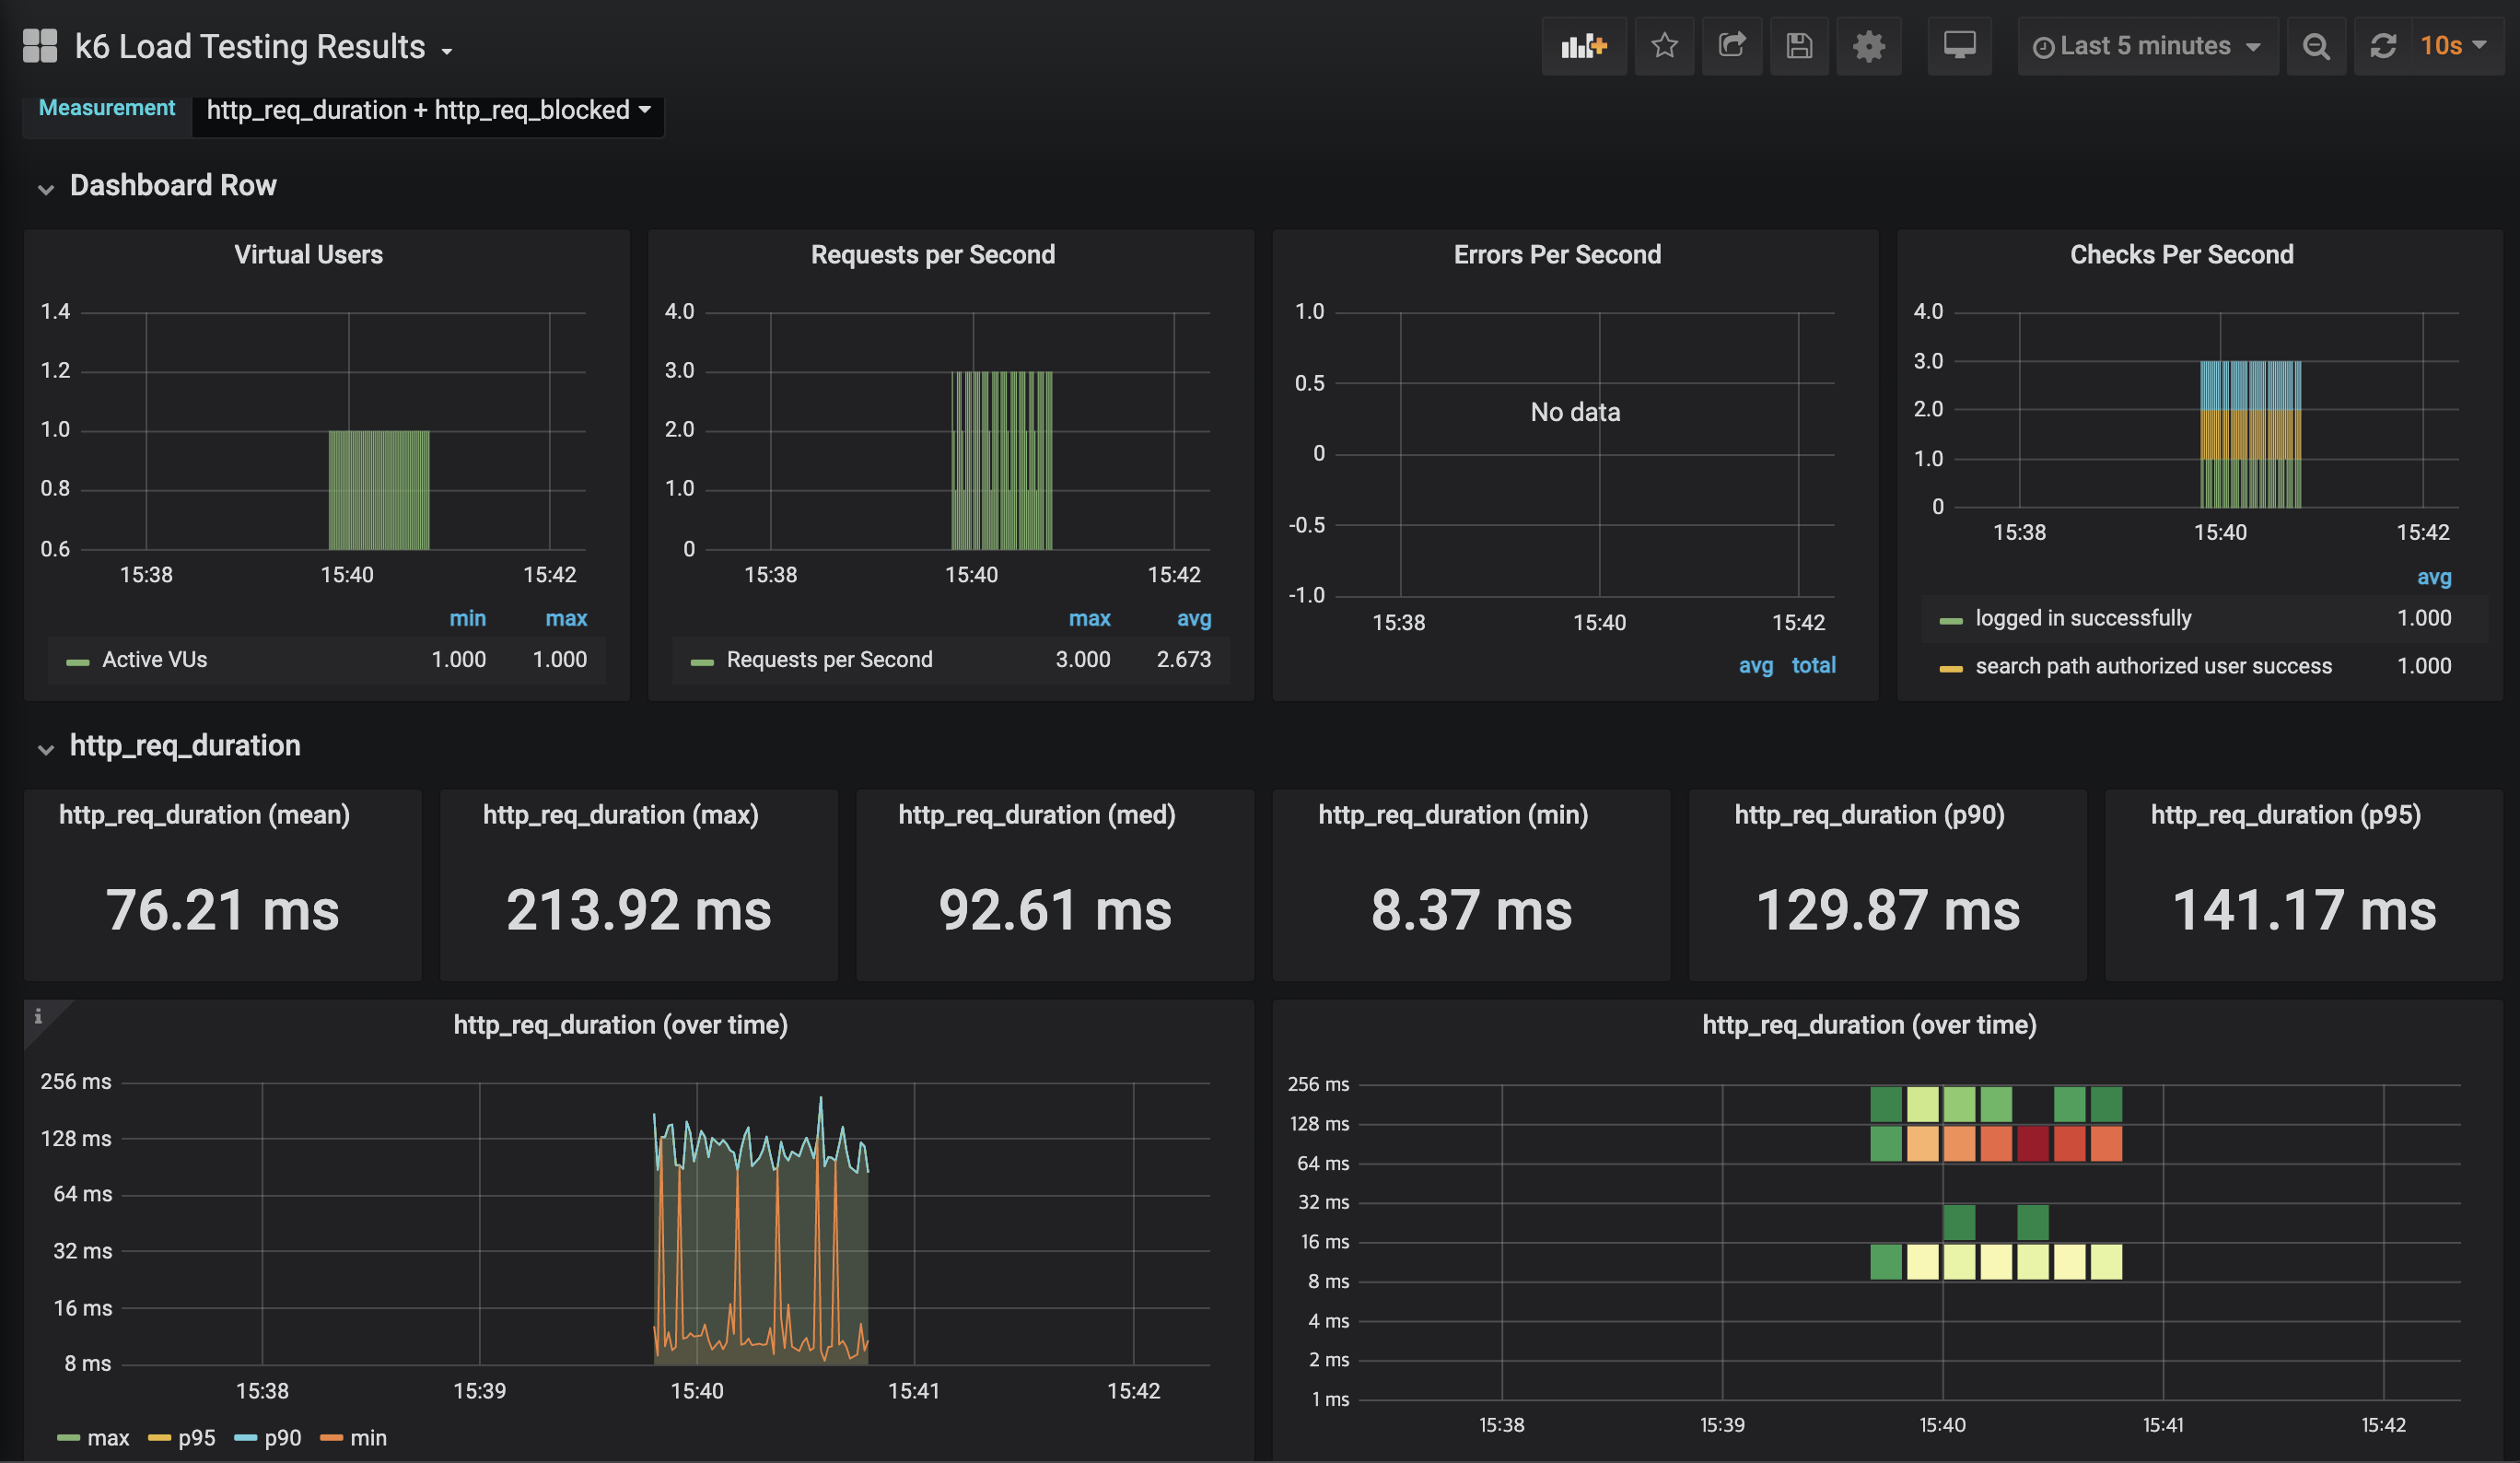 k6 Load Testing Results
Last 5 minutes
10s
Measurement
http_req_duration + http_req_blocked
Dashboard Row
Virtual Users
1.4
1.2
1.0
0.8
0.6
15:38 15:40 15:42
min max
Active VUs 1.000 1.000
Requests per Second
4.0
3.0
2.0
1.0
0
15:38 15:40 15:42
max avg
Requests per Second 3.000 2.673
Errors Per Second
1.0
0.5
No data
0
-0.5
-1.0
15:38 15:40 15:42
avg total
Checks Per Second
4.0
3.0
2.0
1.0
0
15:38 15:40 15:42
avg
logged in successfully 1.000
search path authorized user success 1.000
http_req_duration
http_req_duration (mean)
76.21 ms
http_req_duration (max)
213.92 ms
http_req_duration (med)
92.61 ms
http_req_duration (min)
8.37 ms
http_req_duration (p90)
129.87 ms
http_req_duration (p95)
141.17 ms
i
http_req_duration (over time)
256 ms
128 ms
64 ms
32 ms
16 ms
8 ms
15:38 15:39 15:40 15:41 15:42
max p95 p90 min
http_req_duration (over time)
256 ms
128 ms
64 ms
32 ms
16 ms
8 ms
4 ms
2 ms
1 ms
15:38 15:39 15:40 15:41 15:42